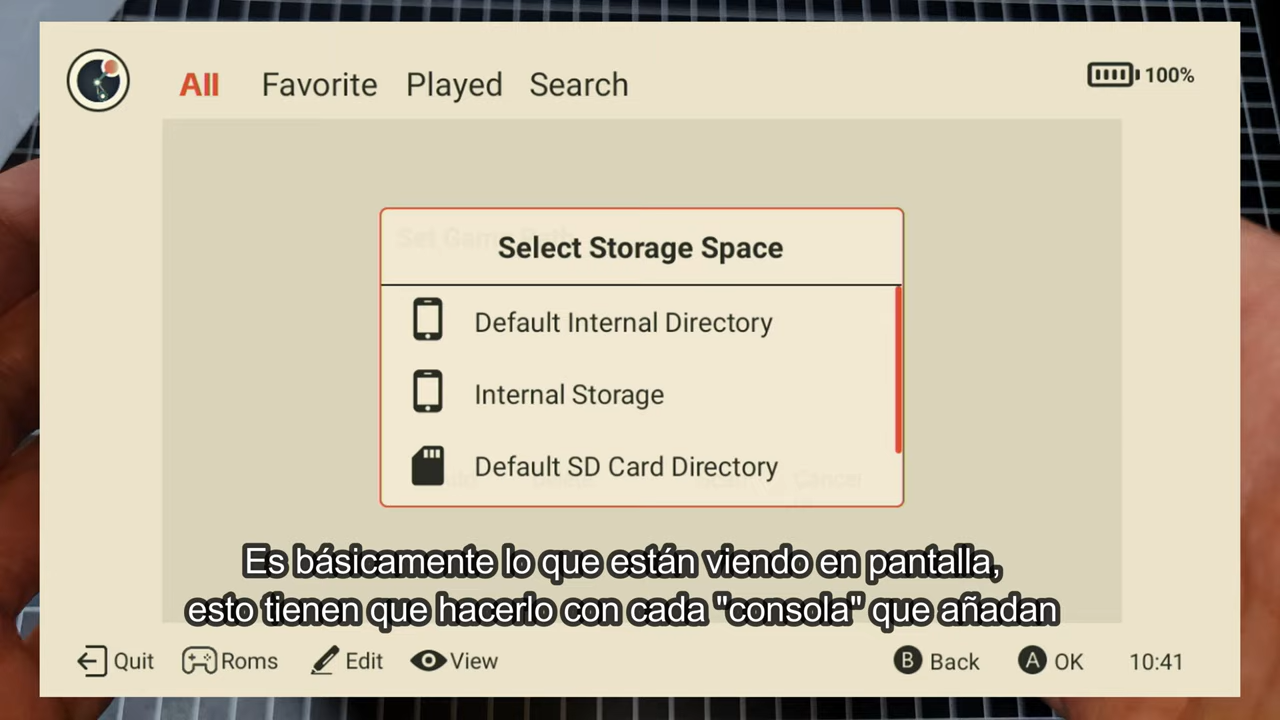 All Favorite Played Search 100%
Select Storage Space
Default Internal Directory
Internal Storage
Default SD Card Directory
Es básicamente lo que están viendo en pantalla,
esto tienen que hacerlo con cada "consola" que añadan
Quit Roms Edit View B Back A OK 10:41